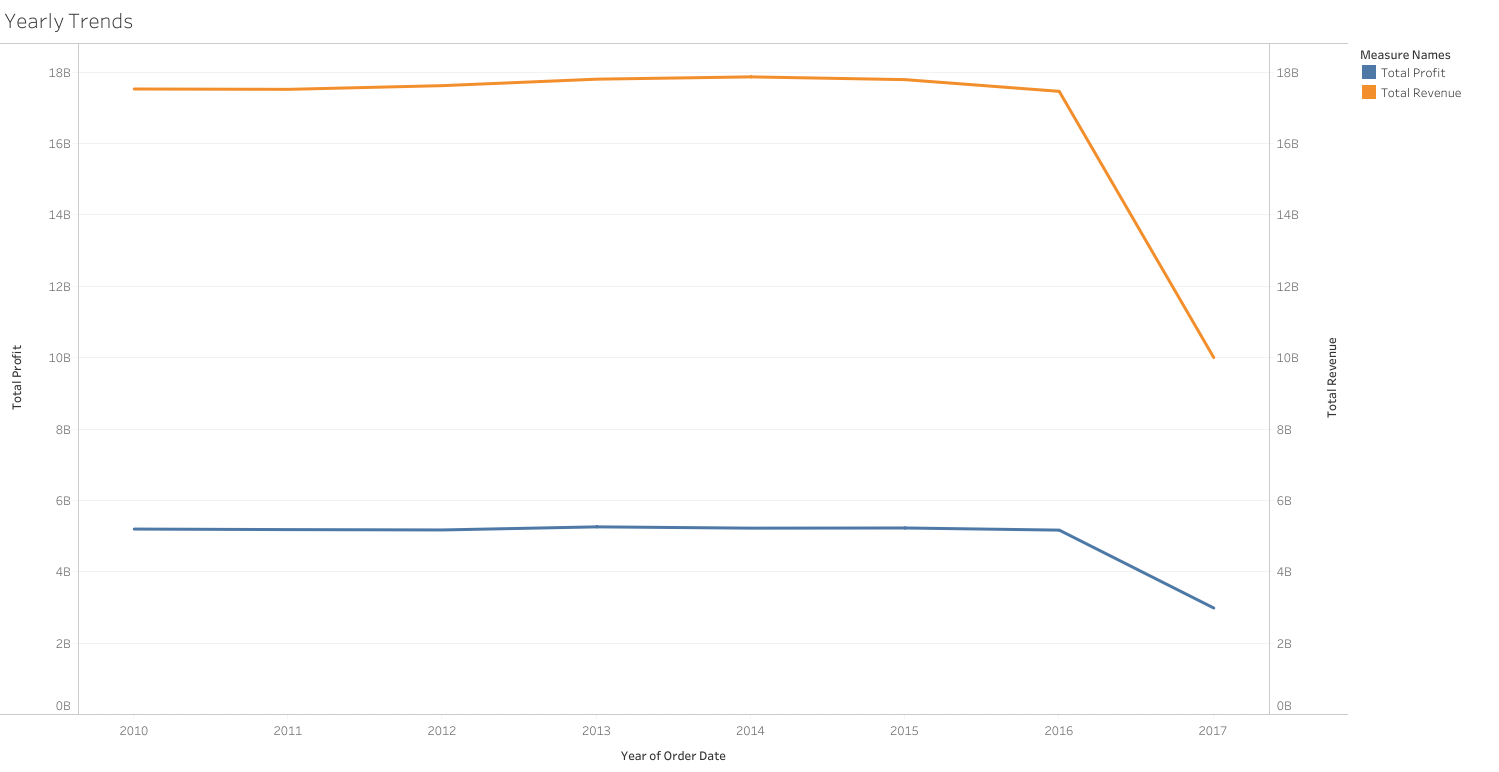 Yearly Trends
18B
16B
14B
12B
10B
8B
6B
4B
2B
0B
Total Profit
18B
16B
14B
12B
10B
8B
6B
4B
2B
0B
Total Revenue
2010 2011 2012 2013 2014 2015 2016 2017
Year of Order Date
Measure Names
Total Profit
Total Revenue